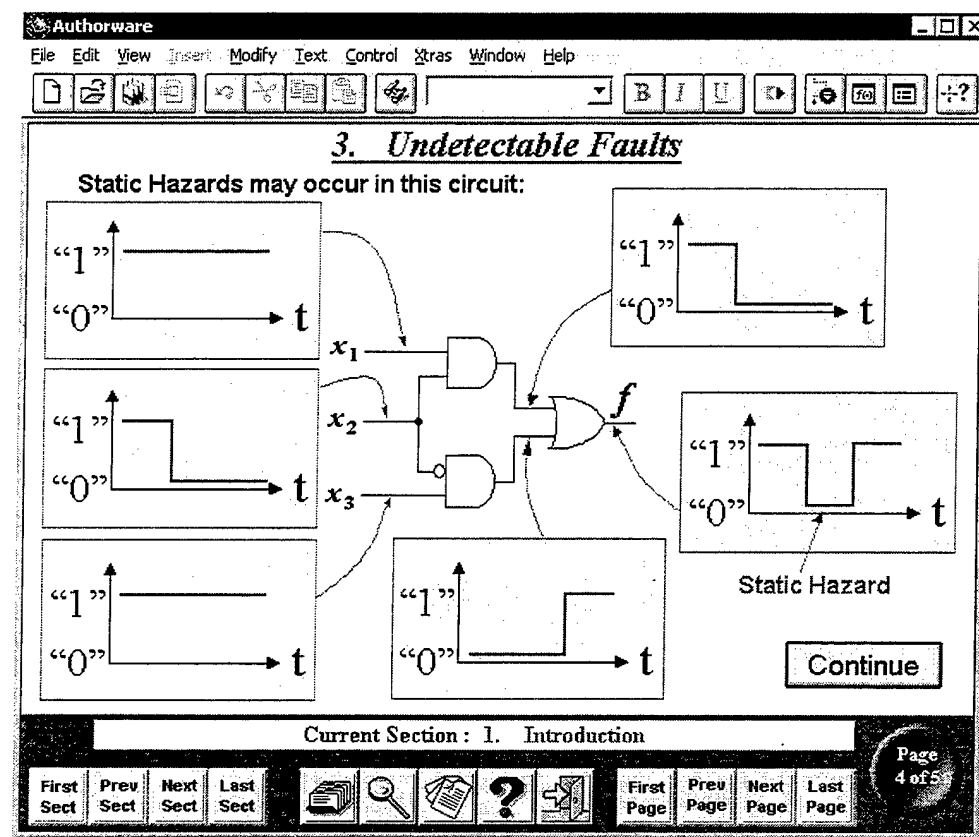 Authorware
File Edit View Insert Modify Text Control Xtras Window Help
B I U
3. Undetectable Faults
Static Hazards may occur in this circuit:
“1”
“0”
t
“1”
“0”
t
x1
“1”
“0”
t
x2
f
“1”
“0”
t
x3
Static Hazard
“1”
“0”
t
“1”
“0”
t
Continue
Current Section : 1. Introduction
Page
4 of 5
First Sect
Prev Sect
Next Sect
Last Sect
?
First Page
Prev Page
Next Page
Last Page